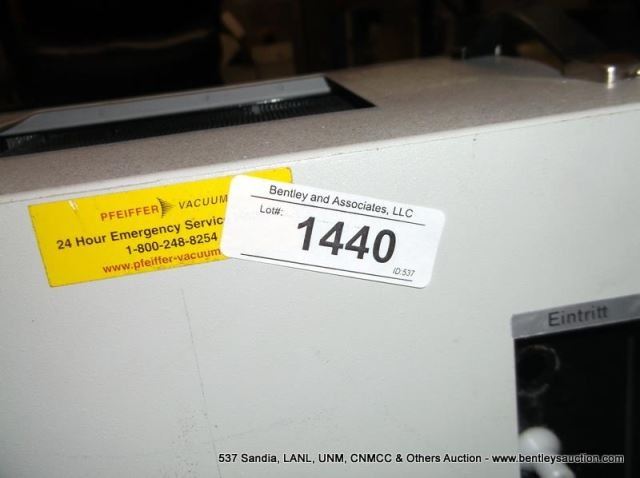 PFEIFFER VACUUM
24 Hour Emergency Servic
1-800-248-8254
www.pfeiffer-vacuum
Bentley and Associates, LLC
Lot#:
1440
ID:537
Eintritt
537 Sandia, LANL, UNM, CNMCC & Others Auction - www.bentleysauction.com